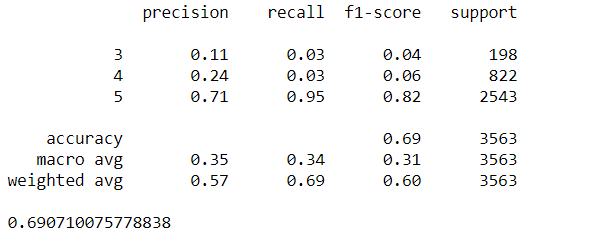 precision recall f1-score support
3 0.11 0.03 0.04 198
4 0.24 0.03 0.06 822
5 0.71 0.95 0.82 2543
accuracy 0.69 3563
macro avg 0.35 0.34 0.31 3563
weighted avg 0.57 0.69 0.60 3563
0.690710075778838